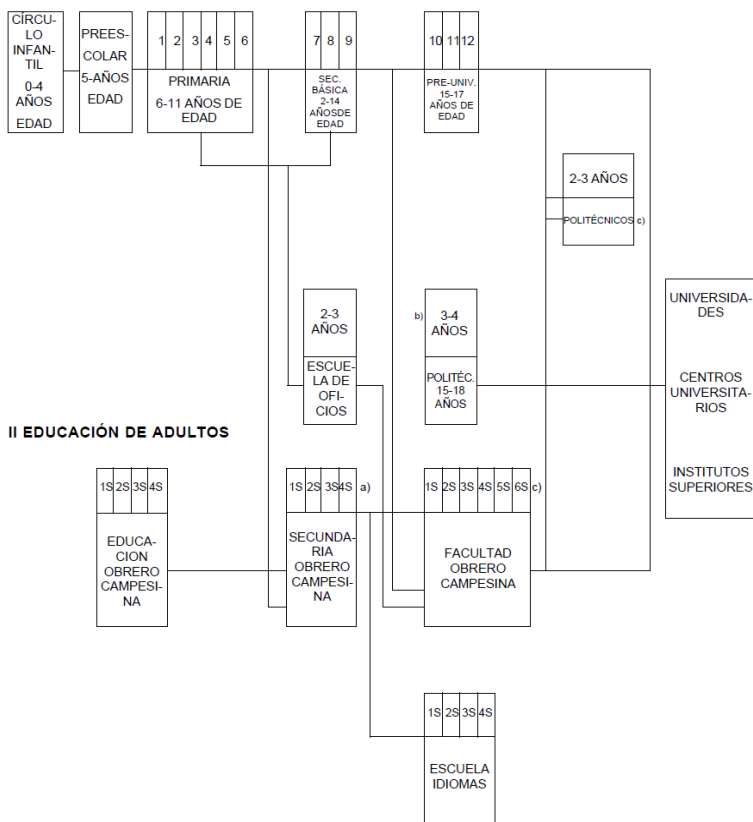 CÍRCU-
LO
INFAN-
TIL
0-4
AÑOS
EDAD
PREES-
COLAR
5-AÑOS
EDAD
1 2 3 4 5 6
PRIMARIA
6-11 AÑOS DE
EDAD
7 8 9
SEC.
BÁSICA
2-14
AÑOSDE
EDAD
10 11 12
PRE-UNIV.
15-17
AÑOS DE
EDAD
2-3 AÑOS
POLITÉCNICOS c)
2-3
AÑOS
ESCUE-
LA DE
OFI-
CIOS
b) 3-4
AÑOS
POLITÉC.
15-18
AÑOS
UNIVERSIDA-
DES
CENTROS
UNIVERSITA-
RIOS
INSTITUTOS
SUPERIORES
II EDUCACIÓN DE ADULTOS
1S 2S 3S 4S
EDUCA-
CION
OBRERO
CAMPESI-
NA
1S 2S 3S 4S a)
SECUNDA-
RIA
OBRERO
CAMPESI-
NA
1S 2S 3S 4S 5S 6S c)
FACULTAD
OBRERO
CAMPESINA
1S 2S 3S 4S
ESCUELA
IDIOMAS